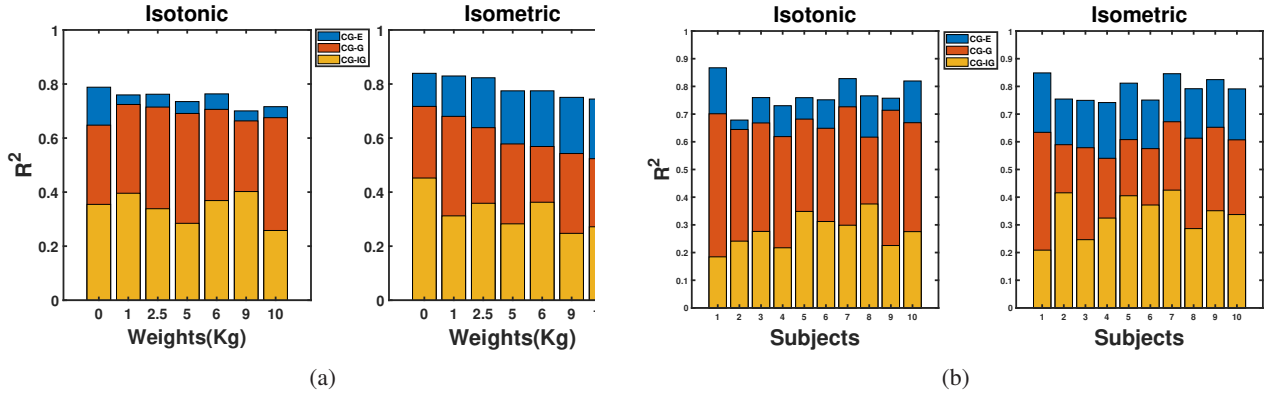 Isotonic
Isometric
CG-E
CG-G
CG-IG
R2
1
0.8
0.6
0.4
0.2
0
0 1 2.5 5 6 9 10
Weights(Kg)
1
0.8
0.6
0.4
0.2
0
0 1 2.5 5 6 9 1
Weights(Kg)
(a)
Isotonic
Isometric
CG-E
CG-G
CG-IG
R2
1
0.9
0.8
0.7
0.6
0.5
0.4
0.3
0.2
0.1
0
1 2 3 4 5 6 7 8 9 10
Subjects
1
0.9
0.8
0.7
0.6
0.5
0.4
0.3
0.2
0.1
0
1 2 3 4 5 6 7 8 9 10
Subjects
(b)